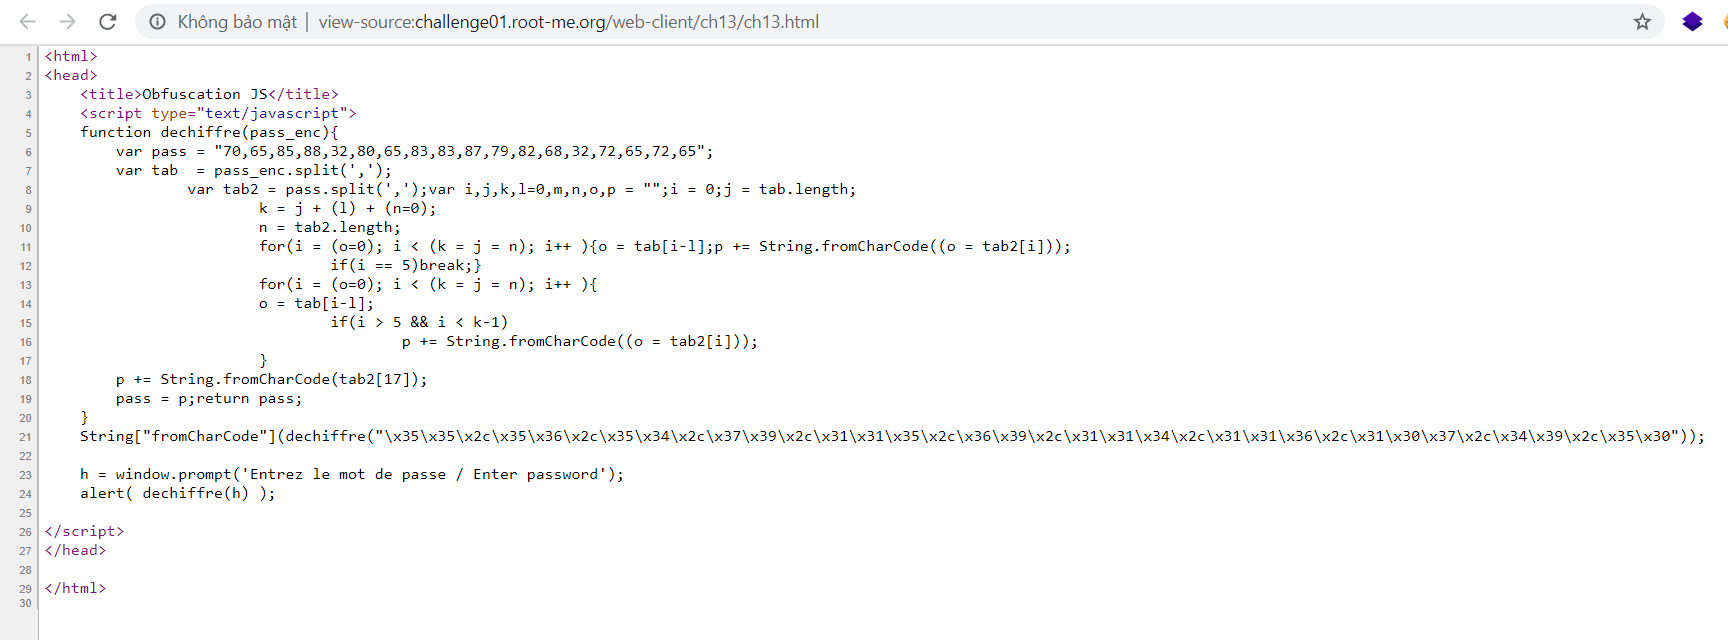 Không bảo mật | view-source:challenge01.root-me.org/web-client/ch13/ch13.html
1 <html>
2 <head>
3 <title>Obfuscation JS</title>
4 <script type="text/javascript">
5 function dechiffre(pass_enc){
6 var pass = "70,65,85,88,32,80,65,83,83,87,79,82,68,32,72,65,72,65";
7 var tab  = pass_enc.split(',');
8 var tab2 = pass.split(',');var i,j,k,l=0,m,n,o,p = "";i = 0;j = tab.length;
9 k = j + (l) + (n=0);
10 n = tab2.length;
11 for(i = (o=0); i < (k = j = n); i++ ){o = tab[i-l];p += String.fromCharCode((o = tab2[i]));
12 if(i == 5)break;}
13 for(i = (o=0); i < (k = j = n); i++ ){
14 o = tab[i-l];
15 if(i > 5 && i < k-1)
16 p += String.fromCharCode((o = tab2[i]));
17 }
18 p += String.fromCharCode(tab2[17]);
19 pass = p;return pass;
20 }
21 String["fromCharCode"](dechiffre("\x35\x35\x2c\x35\x36\x2c\x35\x34\x2c\x37\x39\x2c\x31\x31\x35\x2c\x36\x39\x2c\x31\x31\x34\x2c\x31\x31\x36\x2c\x31\x30\x37\x2c\x34\x39\x2c\x35\x30"));
22
23 h = window.prompt('Entrez le mot de passe / Enter password');
24 alert( dechiffre(h) );
25
26 </script>
27 </head>
28
29 </html>
30